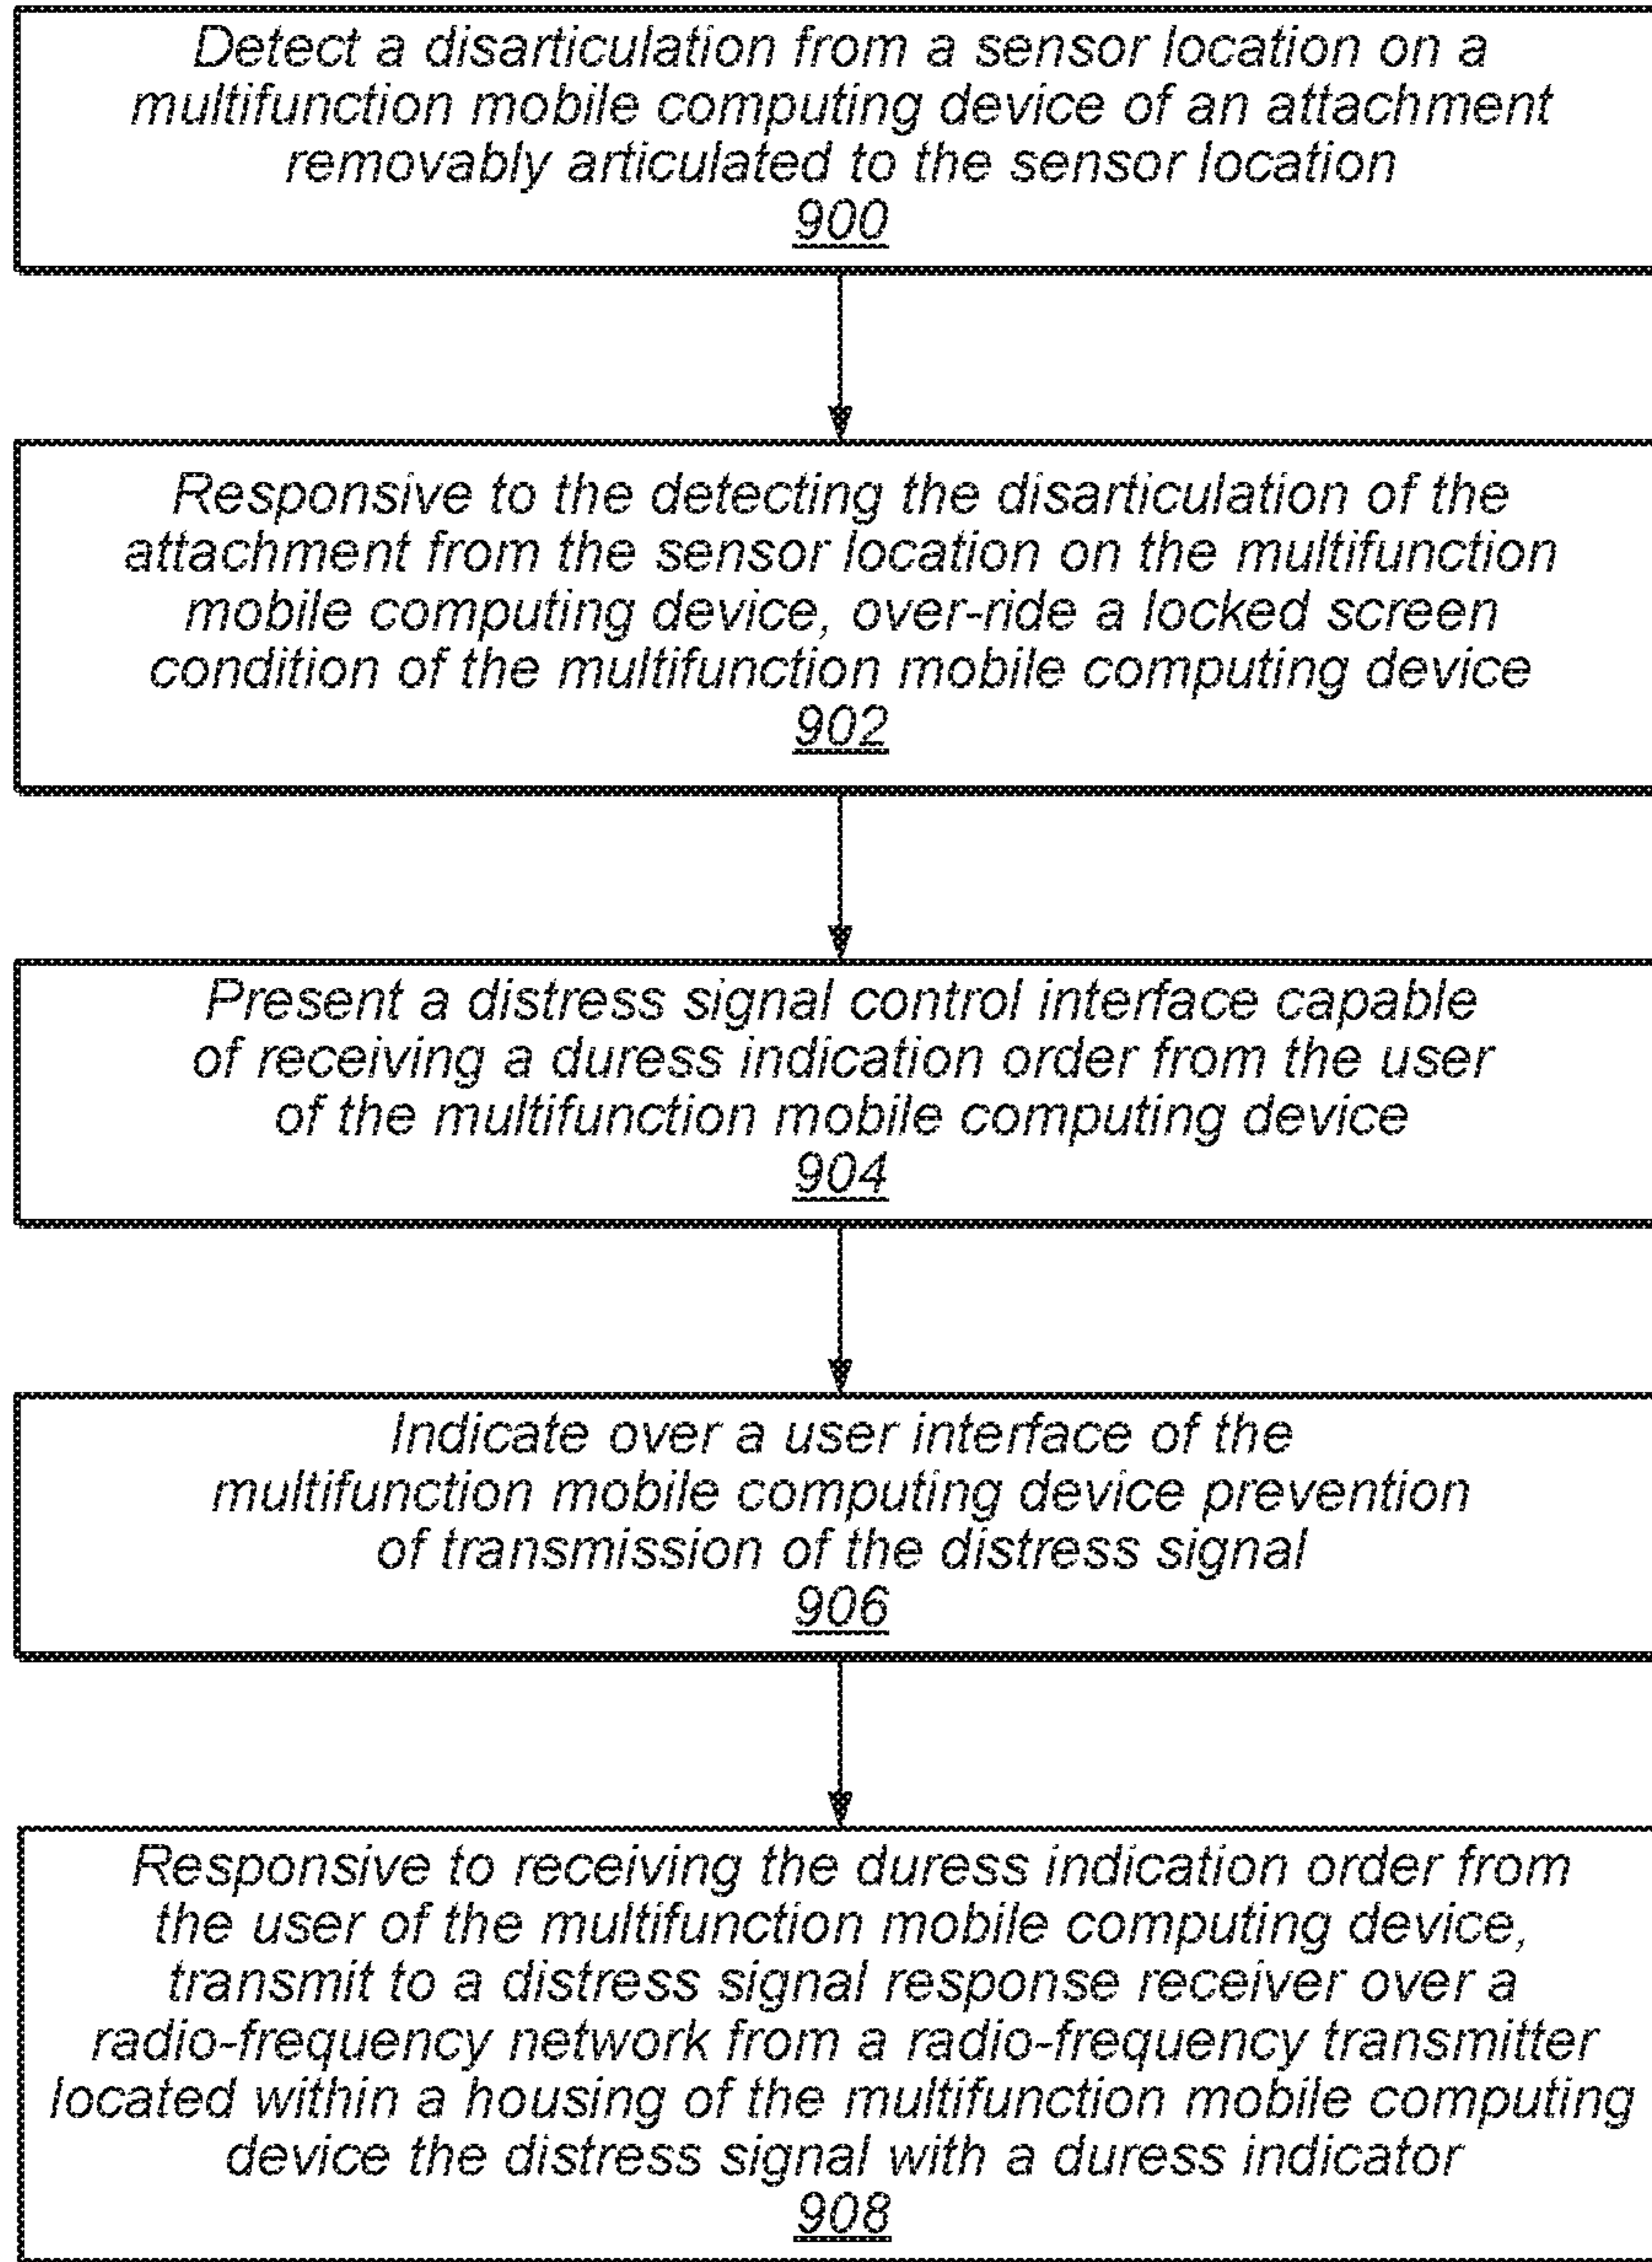 Detect a disarticulation from a sensor location on a
multifunction mobile computing device of an attachment
removably articulated to the sensor location
900
Responsive to the detecting the disarticulation of the
attachment from the sensor location on the multifunction
mobile computing device, over-ride a locked screen
condition of the multifunction mobile computing device
902
Present a distress signal control interface capable
of receiving a duress indication order from the user
of the multifunction mobile computing device
904
Indicate over a user interface of the
multifunction mobile computing device prevention
of transmission of the distress signal
906
Responsive to receiving the duress indication order from
the user of the multifunction mobile computing device,
transmit to a distress signal response receiver over a
radio-frequency network from a radio-frequency transmitter
located within a housing of the multifunction mobile computing
device the distress signal with a duress indicator
908